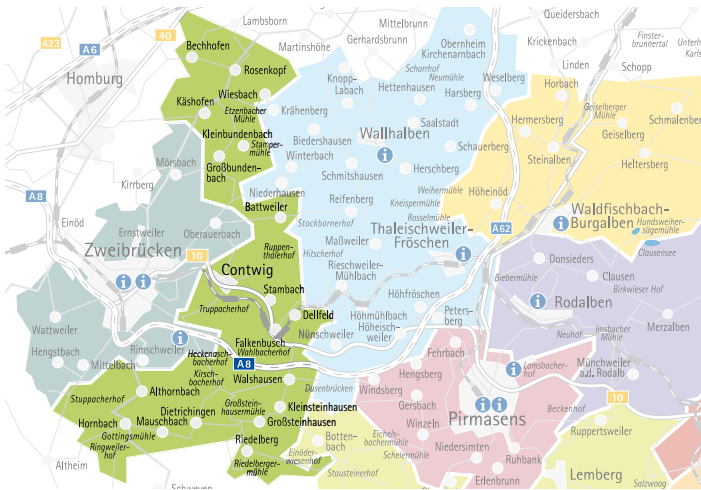 Lambsborn
Mittelbrunn
Queidersbach
Gerhardsbrunn
Martinshöhe
Obernheim
Kirchenarnbach
Krickenbach
Finster-
brunnertal
423
A6
40
Bechhofen
Rosenkopf
Homburg
Linden
Schopp
Scharrhof
Neumühle
Knopp-
Labach
Hettenhausen
Weselberg
Horbach
Harsberg
Wiesbach
Käshofen
Etzenbacher
Mühle
Krähenberg
Geiselberger
Mühle
Schmalenber
Saalstadt
Hermersberg
Geiselberg
Kleinbundenbach
Stamper-
mühle
Wallhalben
Biedershausen
Schauerberg
Steinalben
Heltersberg
Mörsbach
Großbunden-
bach
Winterbach
Schmitshausen
Herschberg
Kirrberg
Niederhausen
Weihermühle
Höheinöd
A8
Battweiler
Reifenberg
Kneispermühle
Rosselmühle
Waldfischbach-
Burgalben
Einöd
Ernstweiler
Oberauerbach
Stockbornerhof
Thaleischweiler-
Fröschen
A62
Hundsweiher-
sägemühle
Maßweiler
Zweibrücken
10
Ruppen-
thalerhof
Hitscherhof
Clausensee
Contwig
Rieschweiler-
Mühlbach
Donsieders
Biebermühle
Clausen
Birkwieser Hof
Stambach
Höhfröschen
Rodalben
Truppacherhof
Dellfeld
Höhmühlbach
Peters-
berg
Merzalben
Wattweiler
Falkenbusch
Nünschweiler
Höheisch-
weiler
Neuhof
Imsbacher
Mühle
Rimschweiler
Wahlbacherhof
Fehrbach
Hengstbach
Mittelbach
Heckenasch-
bacherhof
A8
Lambsbacher-
hof
Münchweiler
a.d. Rodalb
Kirsch-
bacherhof
Walshausen
Hengsberg
Dusenbrücken
Windsberg
Althornbach
Stuppacherhof
Gersbach
Beckenhof
10
Großstein-
hausermühle
Kleinsteinhausen
Pirmasens
Dietrichingen
Winzeln
Hornbach
Mauschbach
Großsteinhausen
Eichels-
bachermühle
Ruppertsweiler
Gottingsmühle
Riedelberg
Botten-
bach
Niedersimten
Ringweiler-
hof
Schelermühle
Ruhbank
Einöder-
wiesenhof
Altheim
Riedelberger-
mühle
Stausteinerhof
Erlenbrunn
Lemberg
Salzwoog